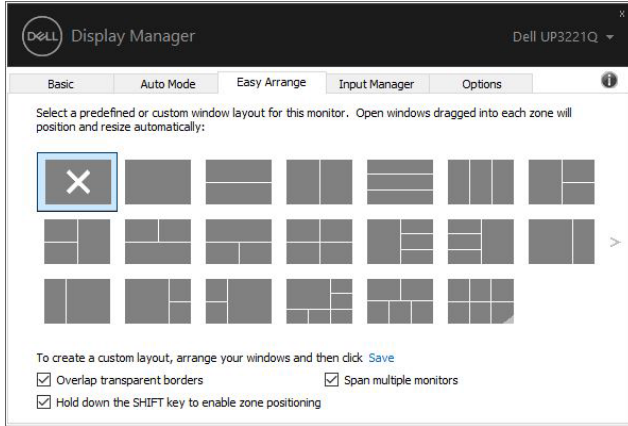 x
DELL Display Manager Dell UP3221Q
Basic Auto Mode Easy Arrange Input Manager Options i
Select a predefined or custom window layout for this monitor. Open windows dragged into each zone will
position and resize automatically:
>
To create a custom layout, arrange your windows and then click Save
Overlap transparent borders Span multiple monitors
Hold down the SHIFT key to enable zone positioning